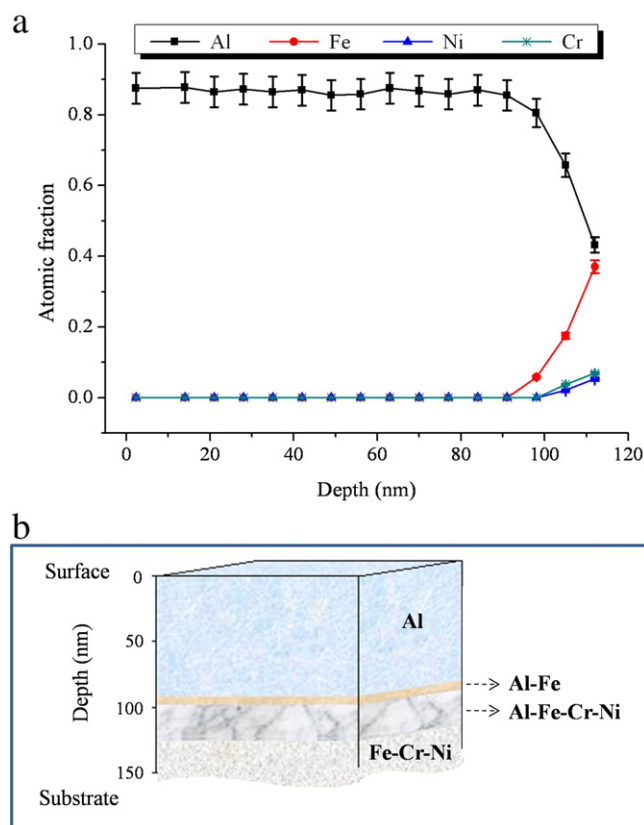 a
Al Fe Ni Cr
1.0
0.8
0.6
0.4
0.2
0.0
Atomic fraction
0 20 40 60 80 100 120
Depth (nm)
b
Surface
0
50
100
150
Depth (nm)
Al
Al-Fe
Al-Fe-Cr-Ni
Fe-Cr-Ni
Substrate